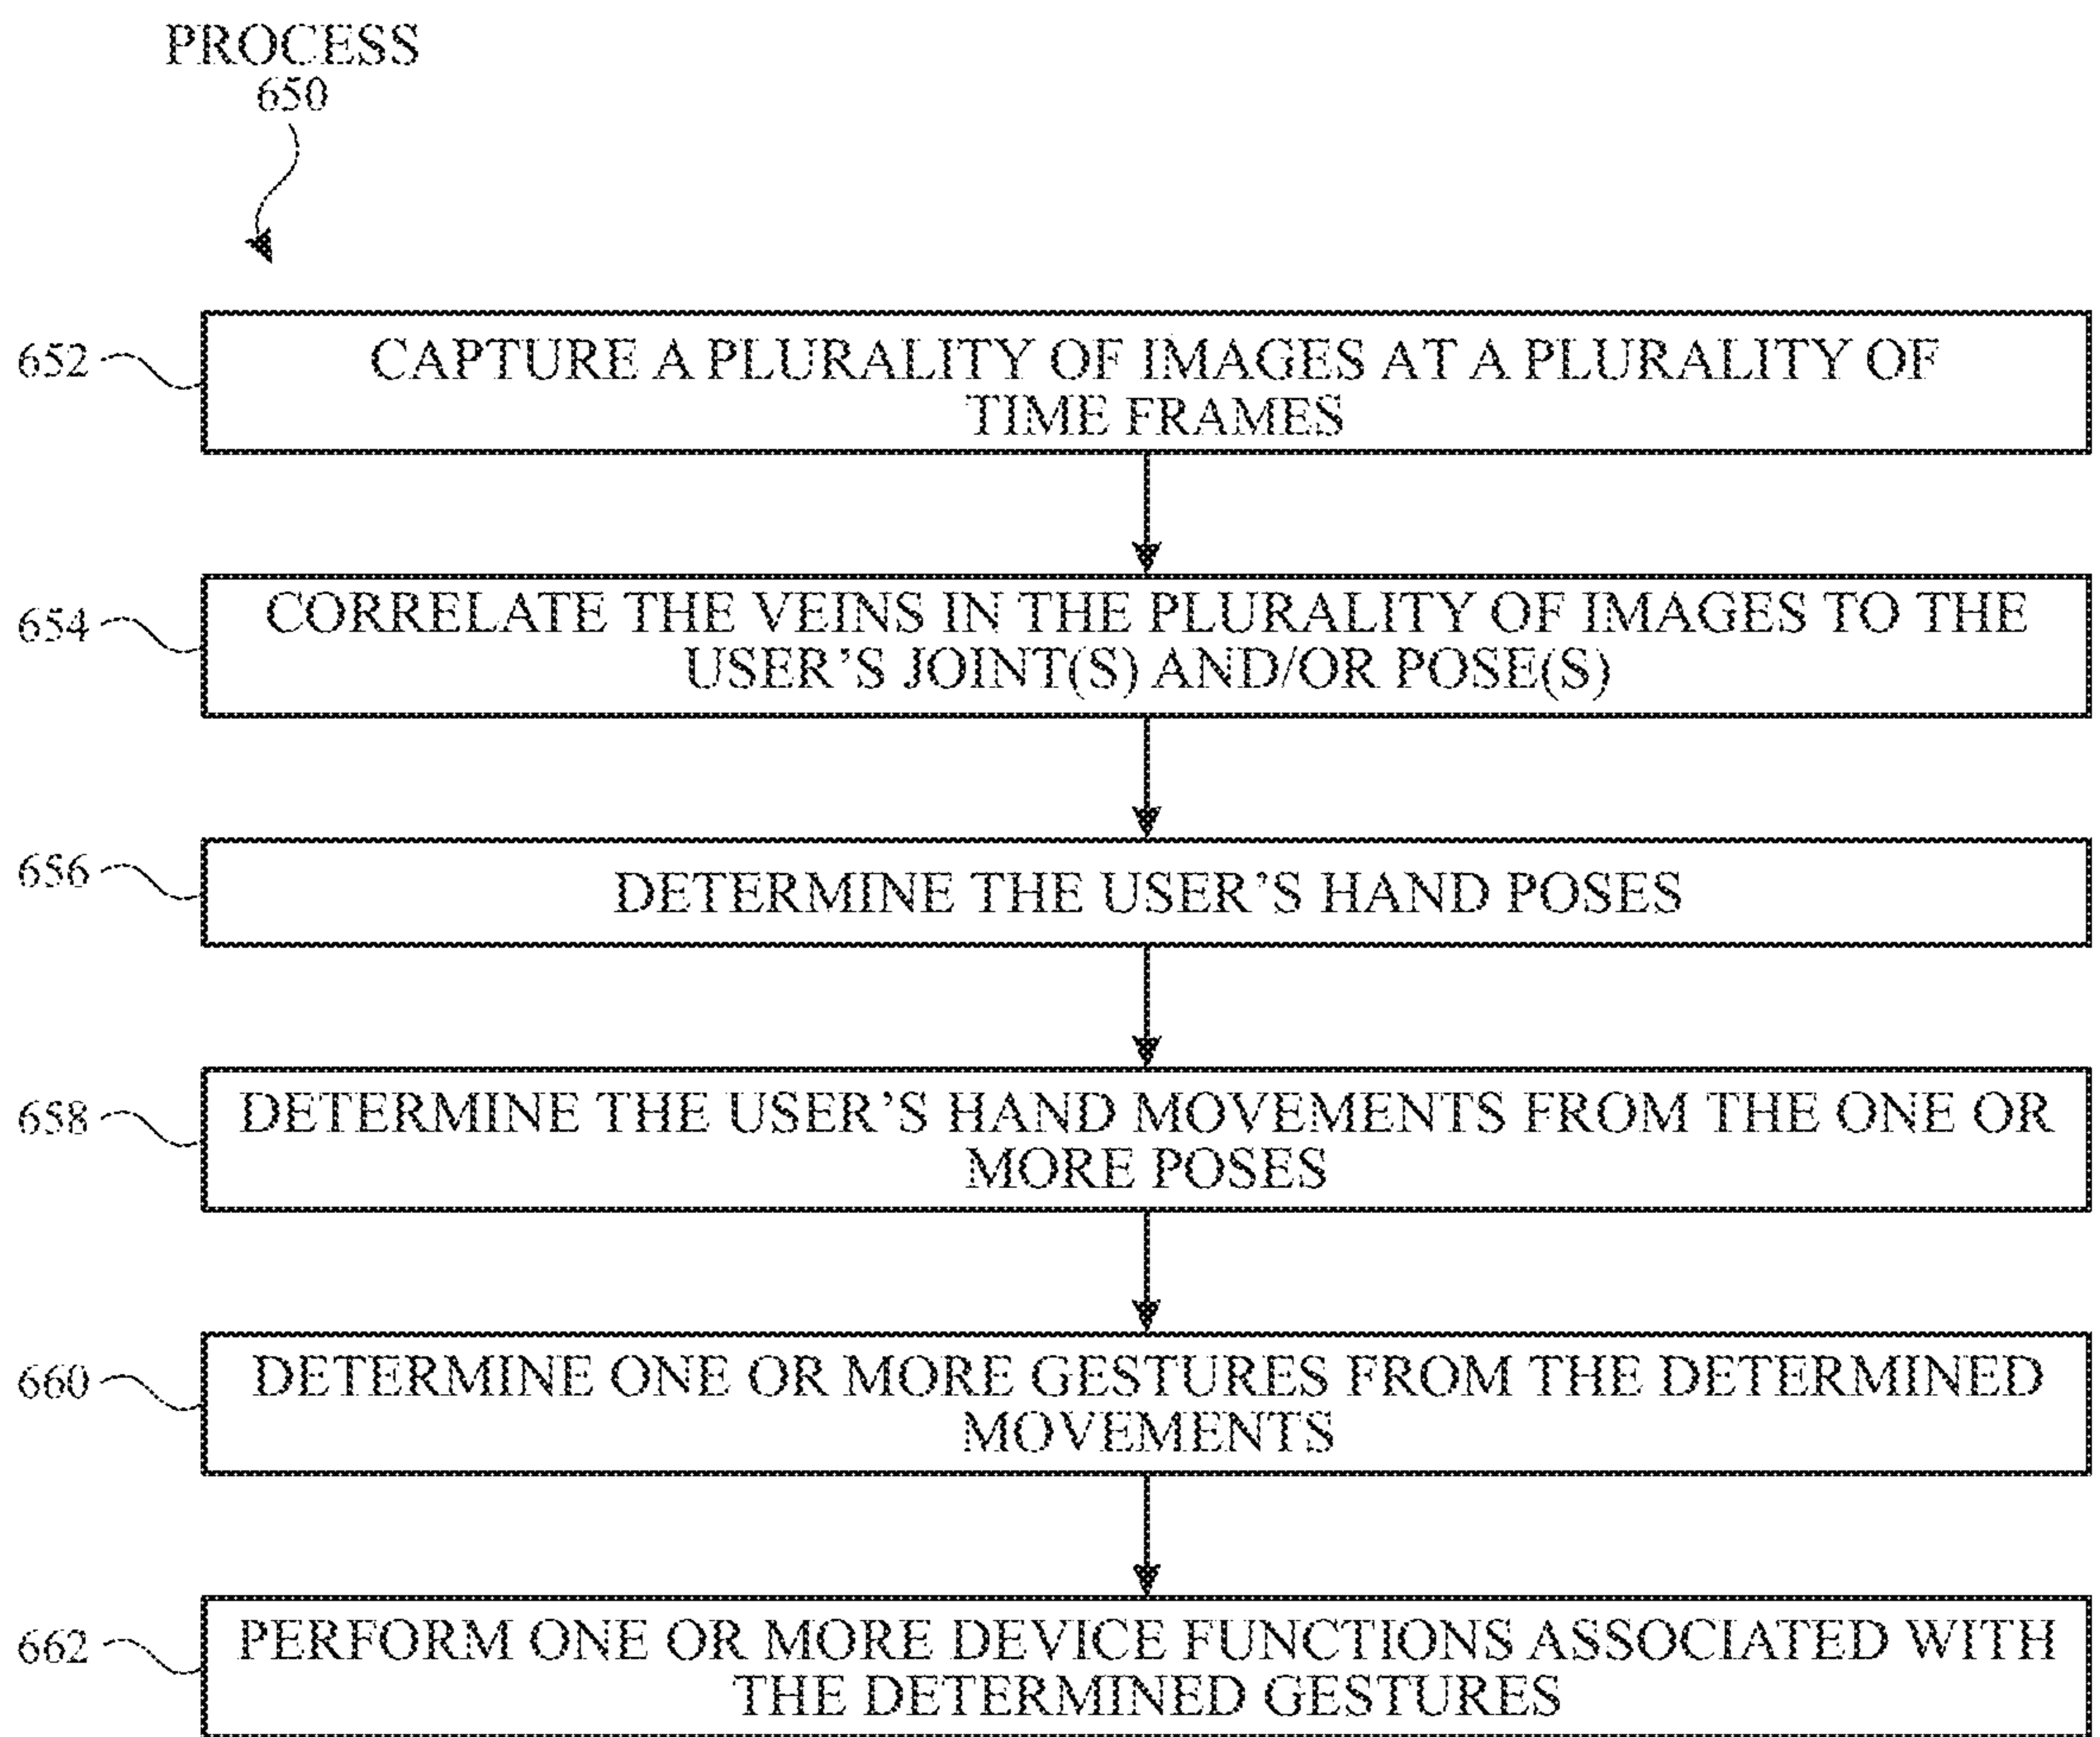 PROCESS
650
652
CAPTURE A PLURALITY OF IMAGES AT A PLURALITY OF
TIME FRAMES
654
CORRELATE THE VEINS IN THE PLURALITY OF IMAGES TO THE
USER'S JOINT(S) AND/OR POSE(S)
656
DETERMINE THE USER'S HAND POSES
658
DETERMINE THE USER'S HAND MOVEMENTS FROM THE ONE OR
MORE POSES
660
DETERMINE ONE OR MORE GESTURES FROM THE DETERMINED
MOVEMENTS
662
PERFORM ONE OR MORE DEVICE FUNCTIONS ASSOCIATED WITH
THE DETERMINED GESTURES